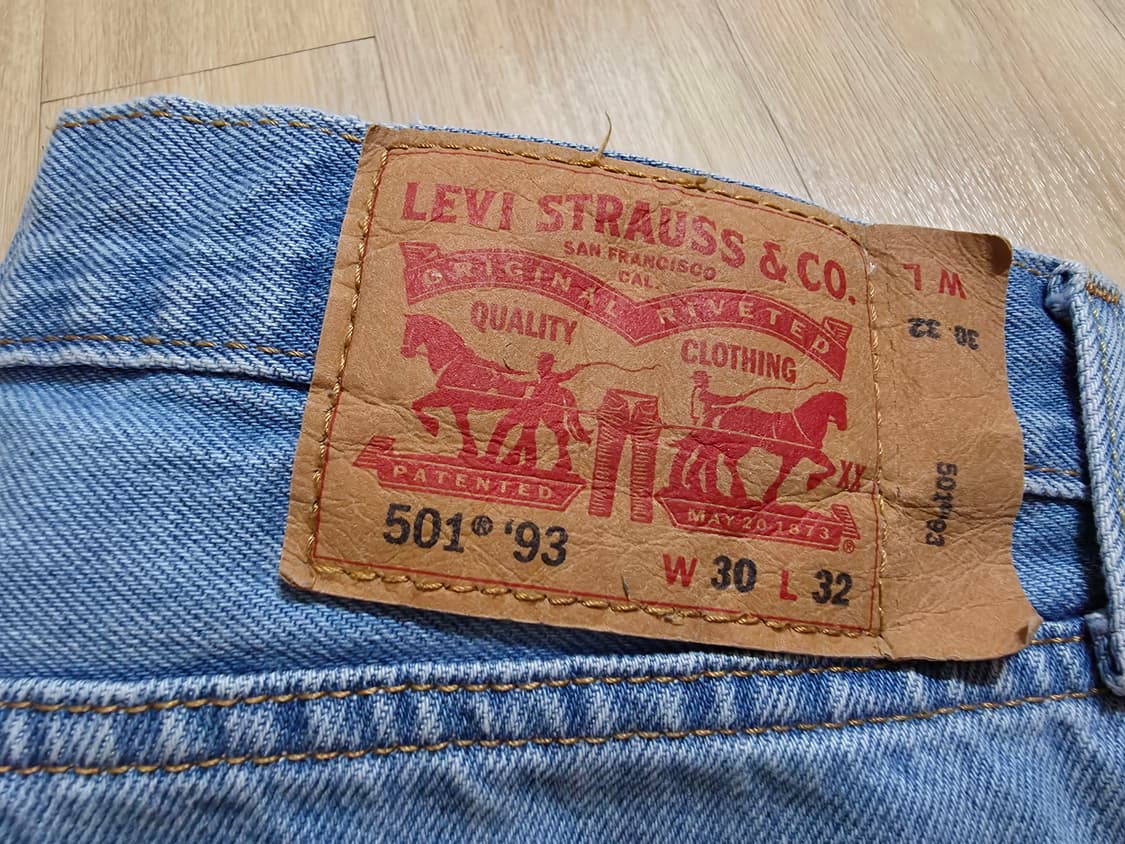 LEVI STRAUSS & CO.
SAN FRANCISCO
CAL.
ORIGINAL RIVETED
QUALITY CLOTHING
XX
PATENTED MAY 20 1873 ®
501® '93
W 30 L 32
W L
30 32
501® '93